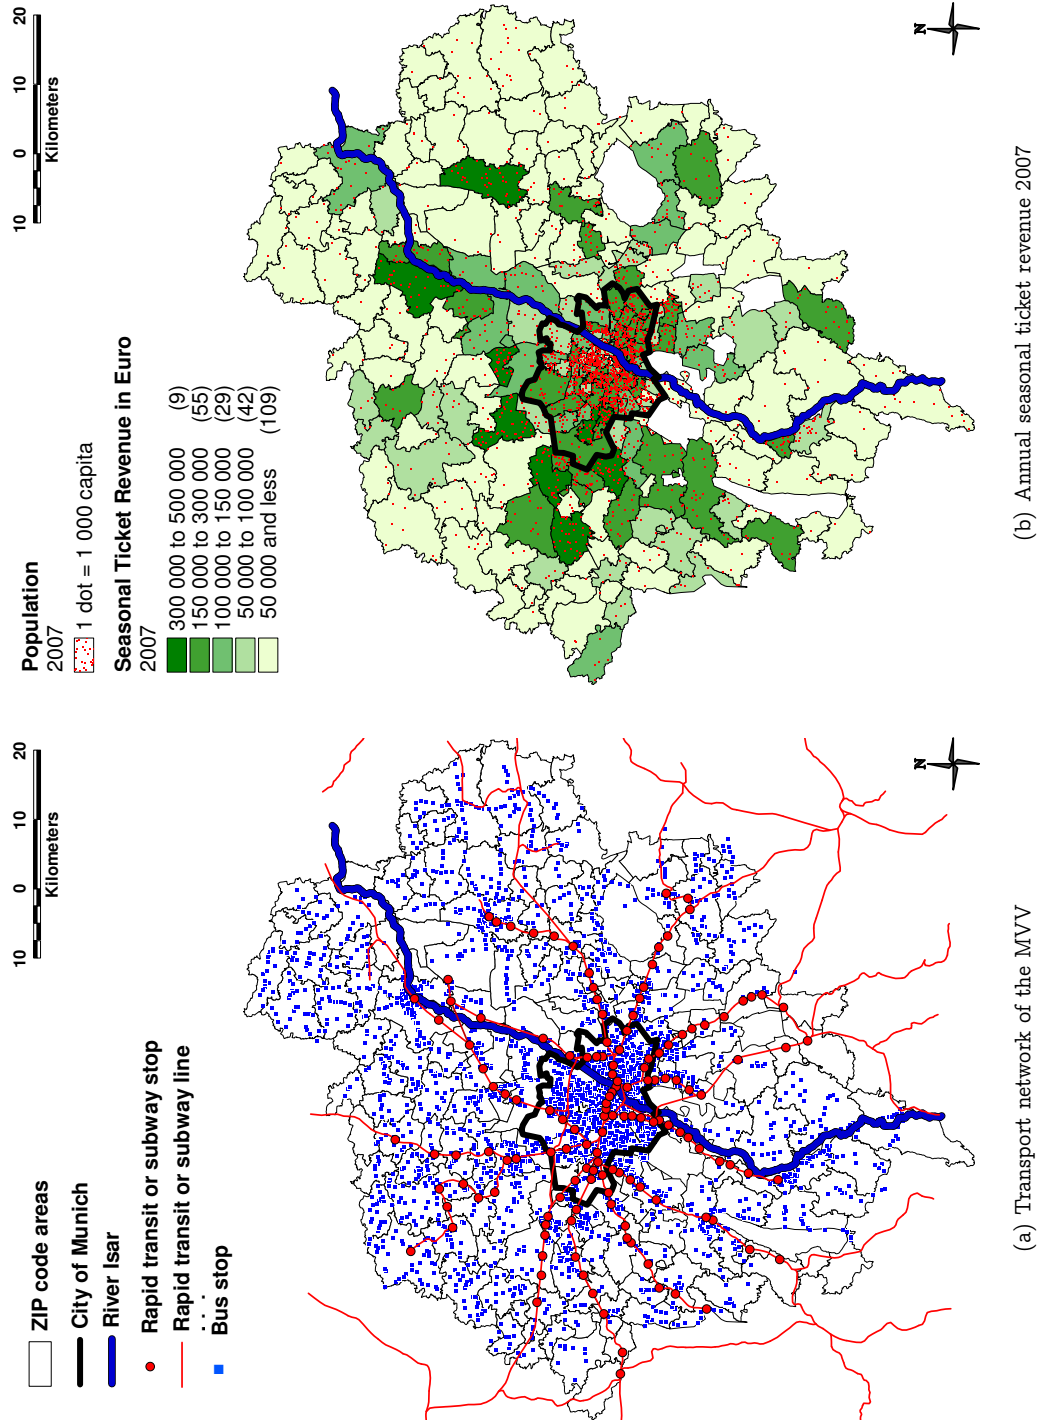 ZIP code areas
City of Munich
River Isar
Rapid transit or subway stop
Rapid transit or subway line
Bus stop
10 0 10 20
Kilometers
N
(a) Transport network of the MVV
Population
2007
1 dot = 1 000 capita
Seasonal Ticket Revenue in Euro
2007
300 000 to 500 000 (9)
150 000 to 300 000 (55)
100 000 to 150 000 (29)
50 000 to 100 000 (42)
50 000 and less (109)
10 0 10 20
Kilometers
N
(b) Annual seasonal ticket revenue 2007